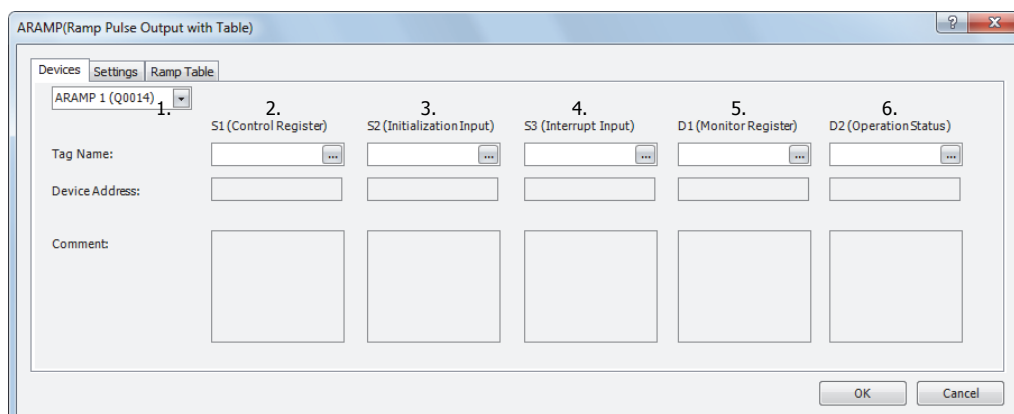 ARAMP(Ramp Pulse Output with Table)
?
X
Devices Settings Ramp Table
ARAMP 1 (Q0014) 1. 2. 3. 4. 5. 6.
S1 (Control Register) S2 (Initialization Input) S3 (Interrupt Input) D1 (Monitor Register) D2 (Operation Status)
Tag Name: ... ... ... ... ...
Device Address:
Comment:
OK Cancel